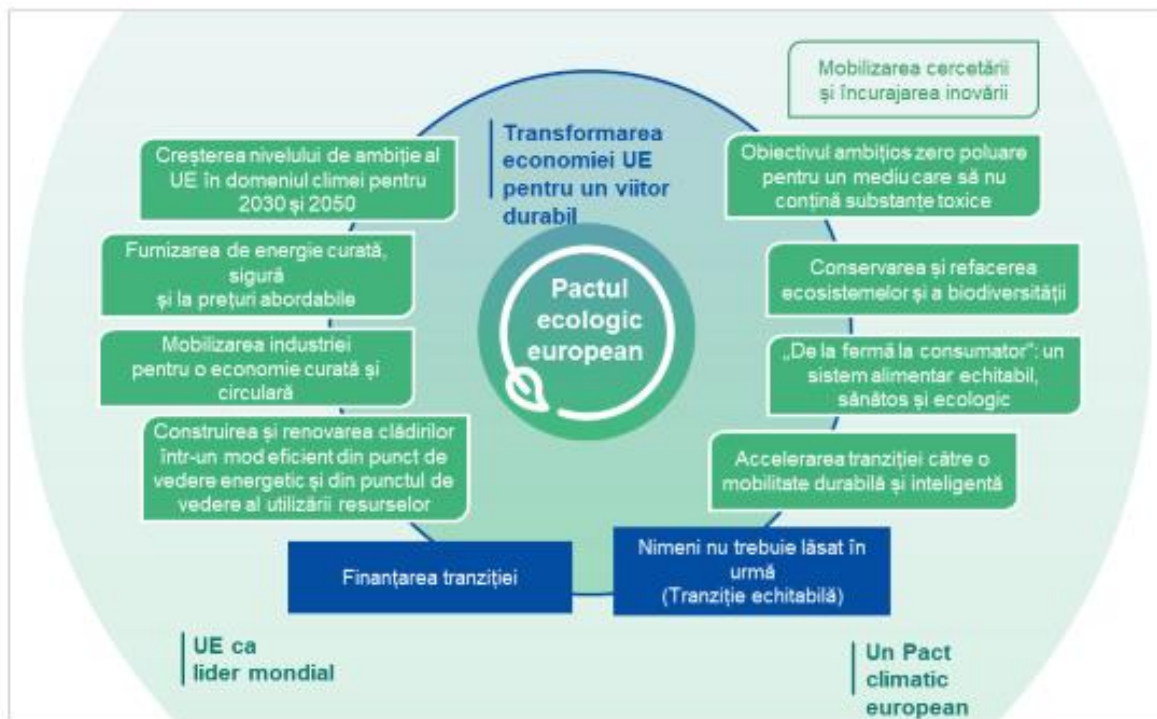 Mobilizarea cercetării
și încurajarea inovării
Transformarea
economiei UE
pentru un viitor
durabil
Creșterea nivelului de ambiție al
UE în domeniul climei pentru
2030 și 2050
Obiectivul ambițios zero poluare
pentru un mediu care să nu
conțină substanțe toxice
Furnizarea de energie curată,
sigură
și la prețuri abordabile
Conservarea și refacerea
ecosistemelor și a biodiversității
Pactul
ecologic
european
Mobilizarea industriei
pentru o economie curată și
circulară
„De la fermă la consumator”: un
sistem alimentar echitabil,
sănătos și ecologic
Construirea și renovarea clădirilor
într-un mod eficient din punct de
vedere energetic și din punctul de
vedere al utilizării resurselor
Accelerarea tranziției către o
mobilitate durabilă și inteligentă
Finanțarea tranziției
Nimeni nu trebuie lăsat în
urmă
(Tranziție echitabilă)
UE ca
lider mondial
Un Pact
climatic
european